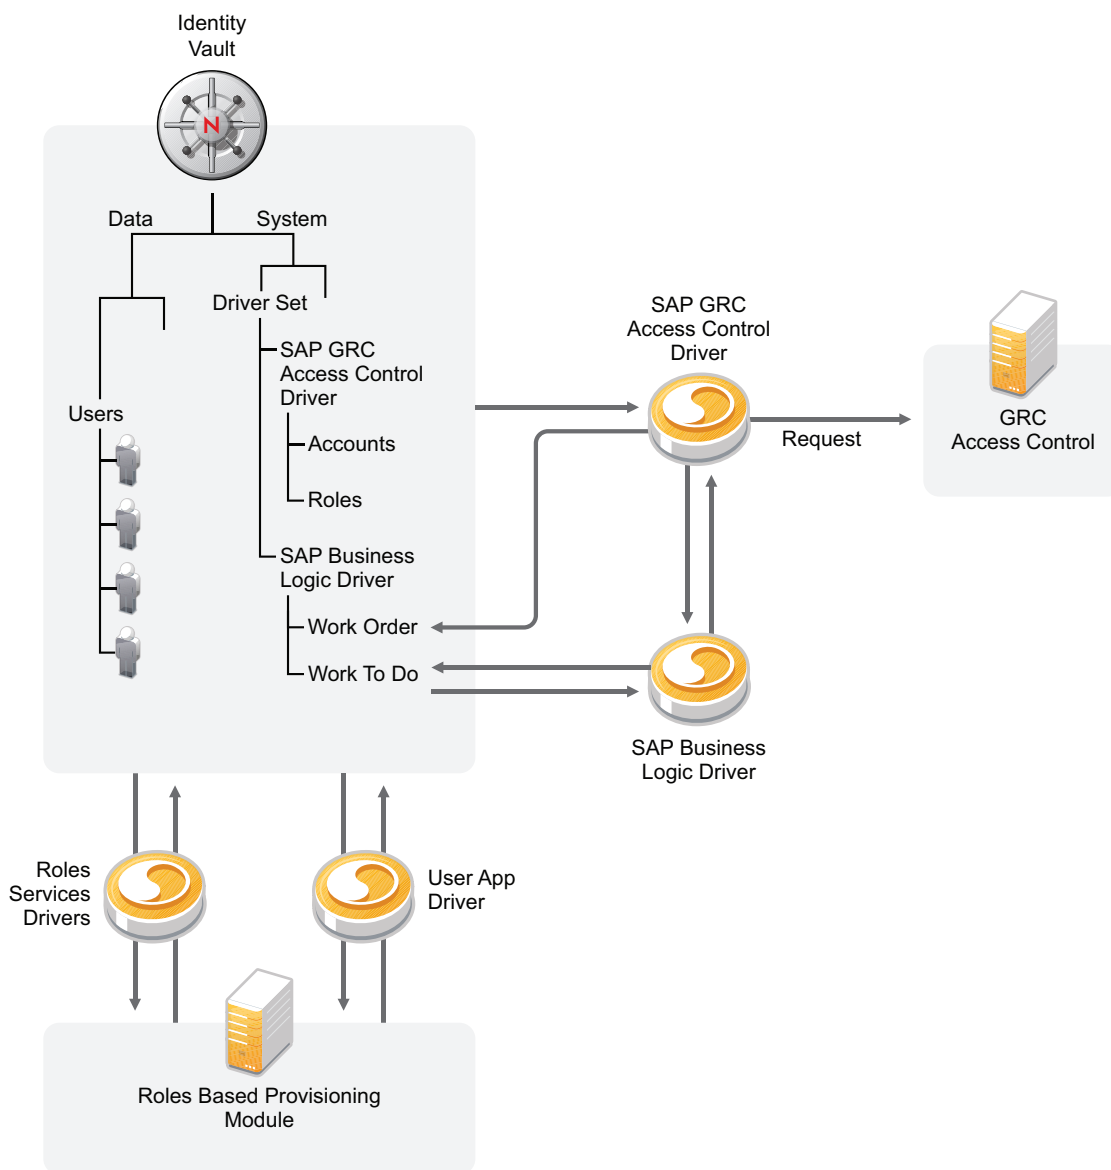 Identity
Vault
N
Data
System
Driver Set
SAP GRC
Access Control
Driver
Accounts
Roles
Users
SAP Business
Logic Driver
Work Order
Work To Do
SAP GRC
Access Control
Driver
Request
GRC
Access Control
SAP Business
Logic Driver
Roles
Services
Drivers
User App
Driver
Roles Based Provisioning
Module